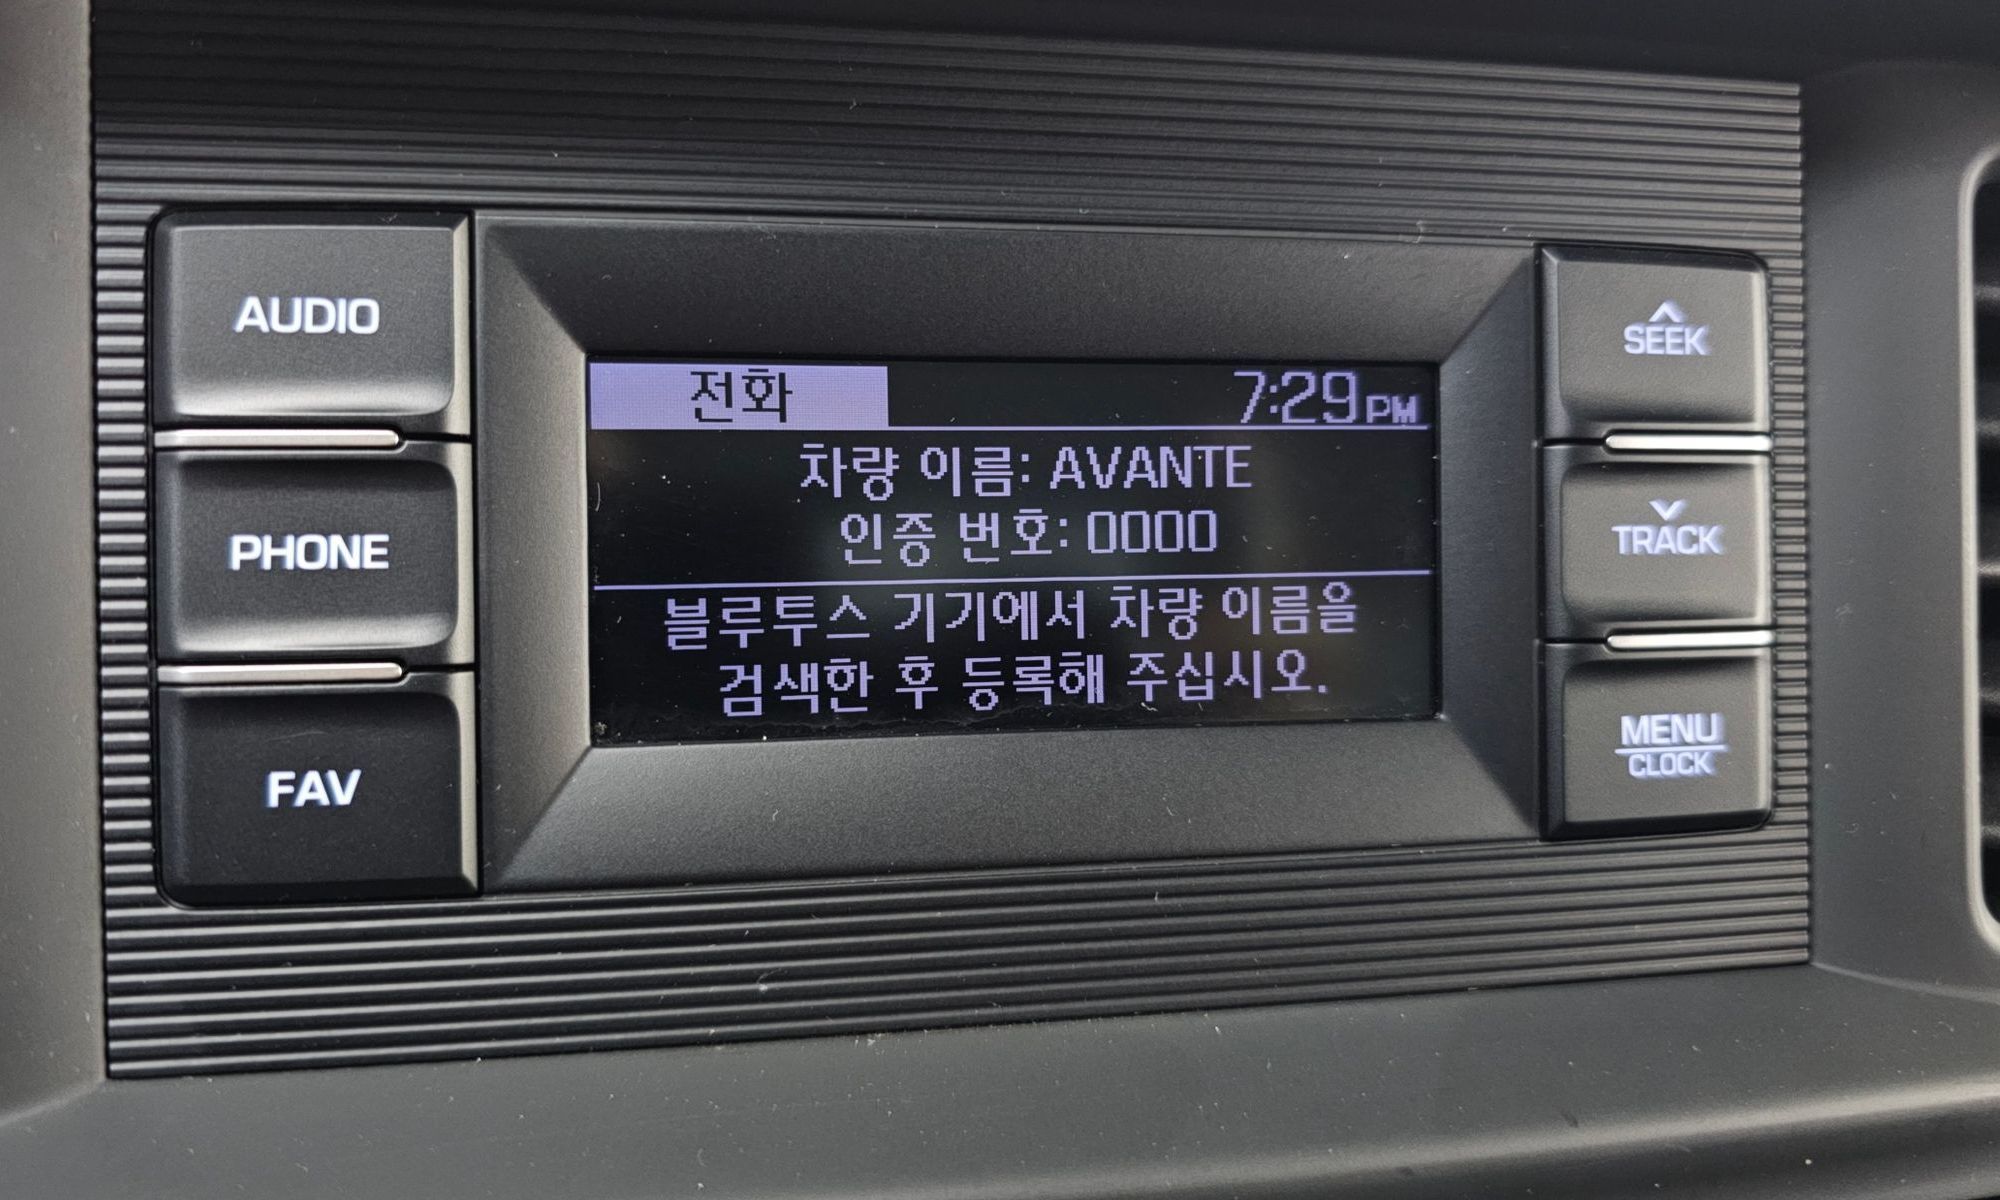 AUDIO
PHONE
FAV
전화 7:29 PM
차량 이름: AVANTE
인증 번호: 0000
블루투스 기기에서 차량 이름을
검색한 후 등록해 주십시오.
SEEK
TRACK
MENU
CLOCK